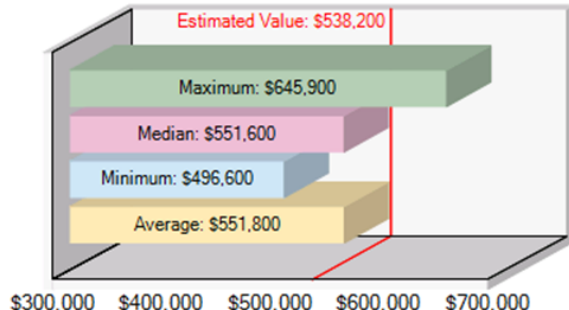 Estimated Value: $538,200
Maximum: $645,900
Median: $551,600
Minimum: $496,600
Average: $551,800
$300,000 $400,000 $500,000 $600,000 $700,000